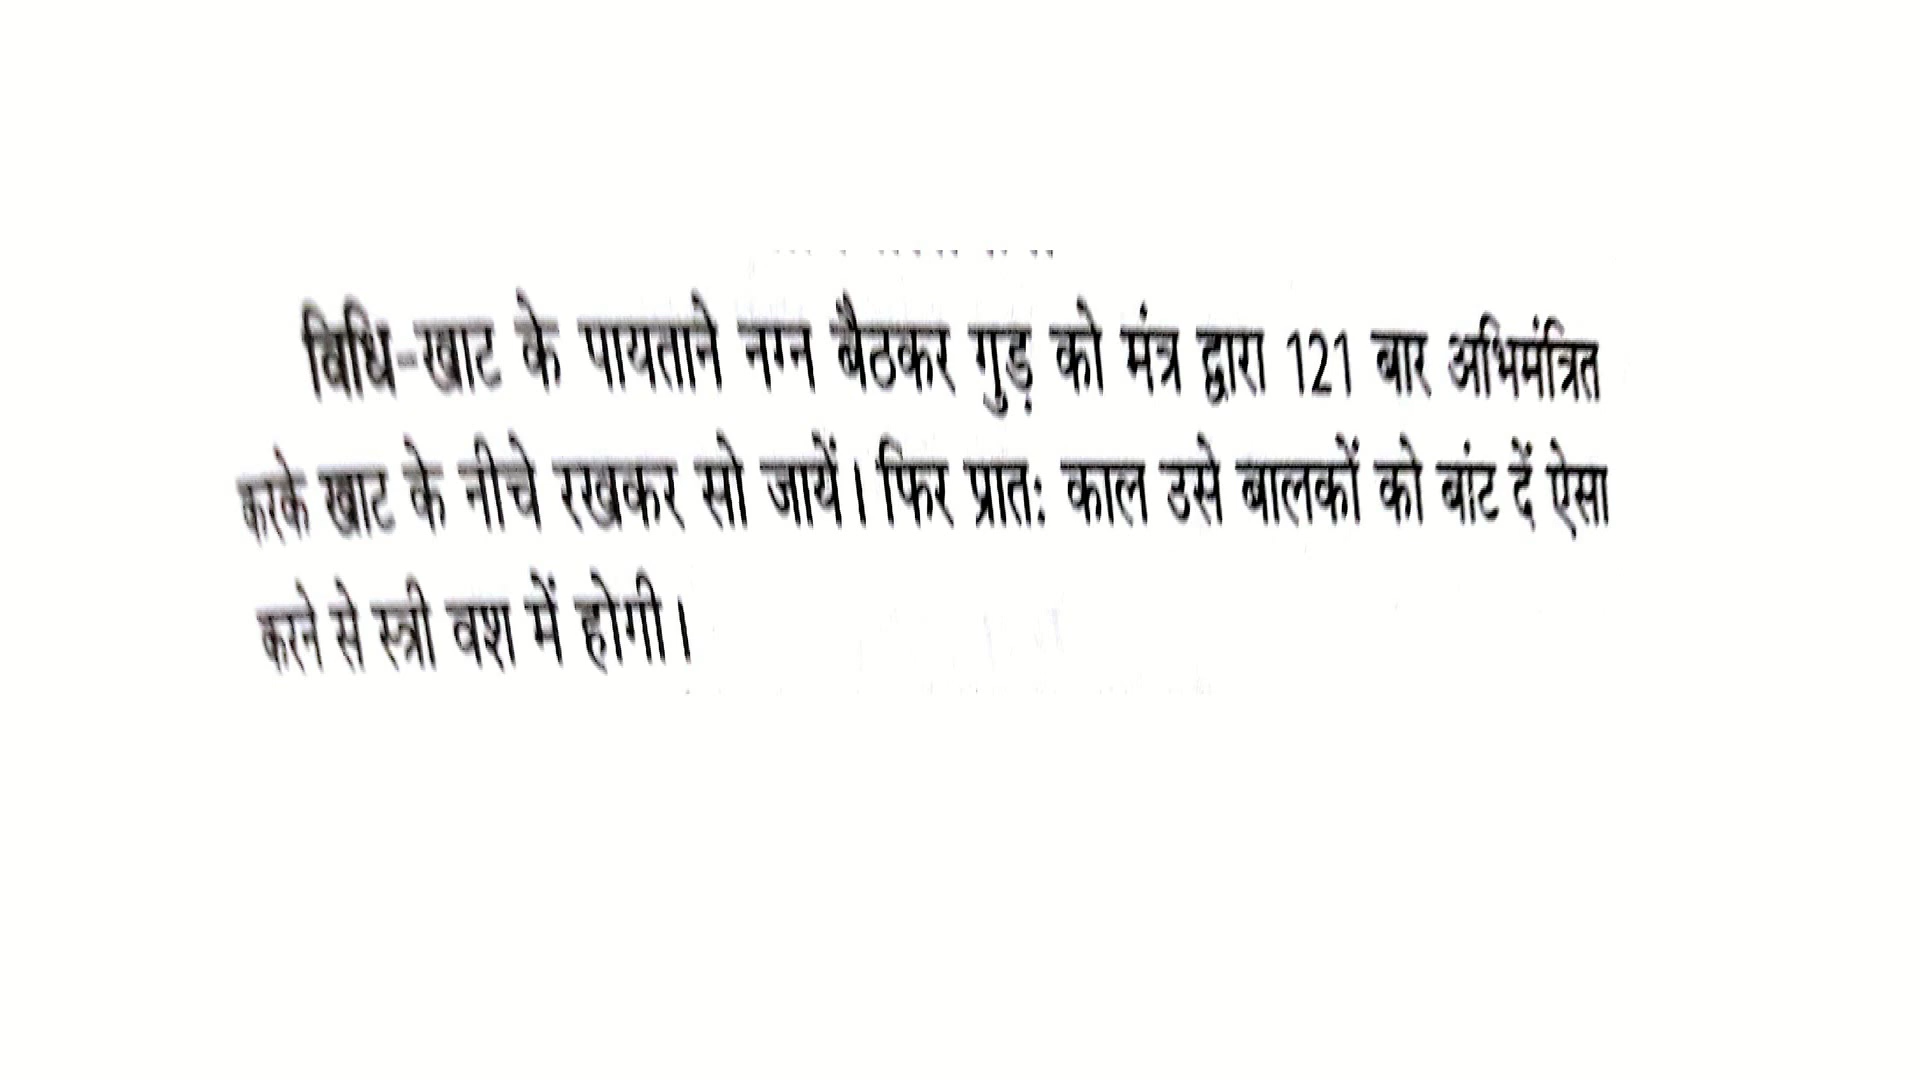 विधि-खाट के पायताने नग्न बैठकर गुड़ को मंत्र द्वारा 121 बार अभिमंत्रित
करके खाट के नीचे रखकर सो जायें। फिर प्रातः काल उसे बालकों को बांट दें ऐसा
करने से स्त्री वश में होगी।